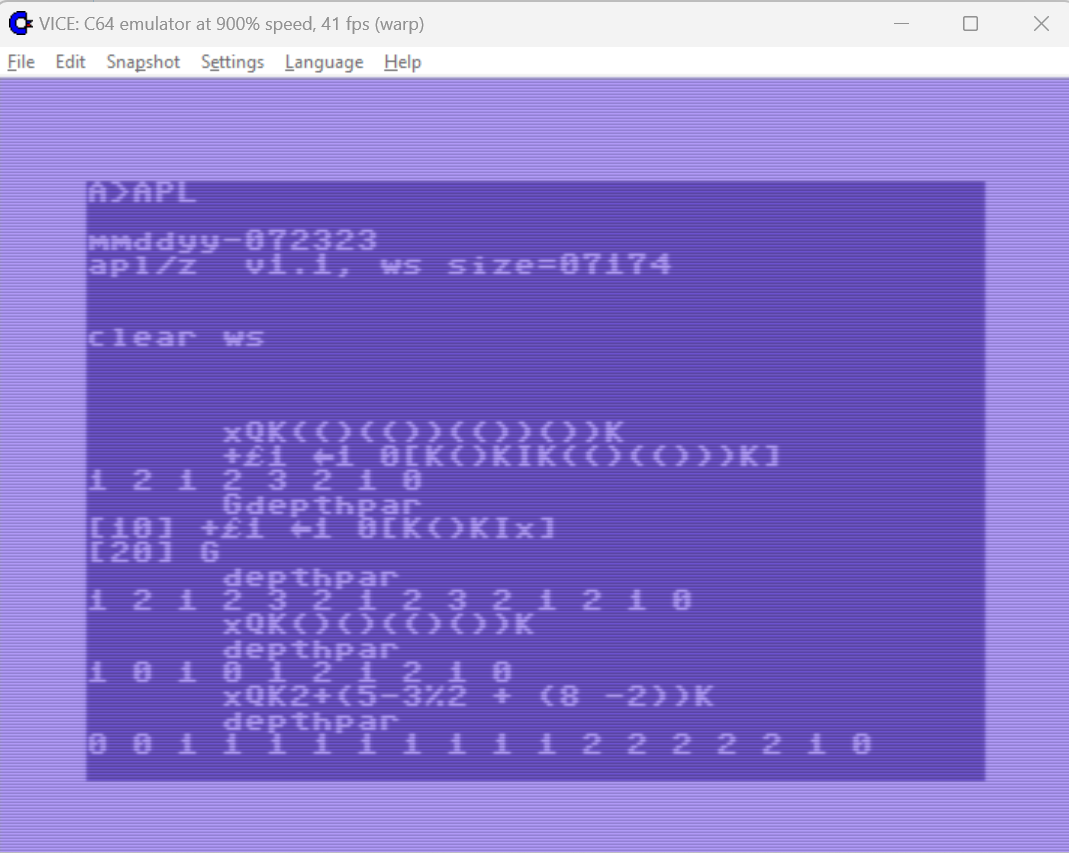 VICE: C64 emulator at 900% speed, 41 fps (warp)
File Edit Snapshot Settings Language Help
A>APL
mmddyy-072323
apl/z v1.1, ws size=07174
clear ws
xQK(()(())(())())K
+£1 ←1 0[K()KIK(()(()))K]
1 2 1 2 3 2 1 0
Gdepthpar
[10] +£1 ←1 0[K()KIx]
[20] G
depthpar
1 2 1 2 3 2 1 2 3 2 1 2 1 0
xQK()()(()())K
depthpar
1 0 1 0 1 2 1 2 1 0
xQK2+(5-3%2 + (8 -2))K
depthpar
0 0 1 1 1 1 1 1 1 1 1 2 2 2 2 2 1 0